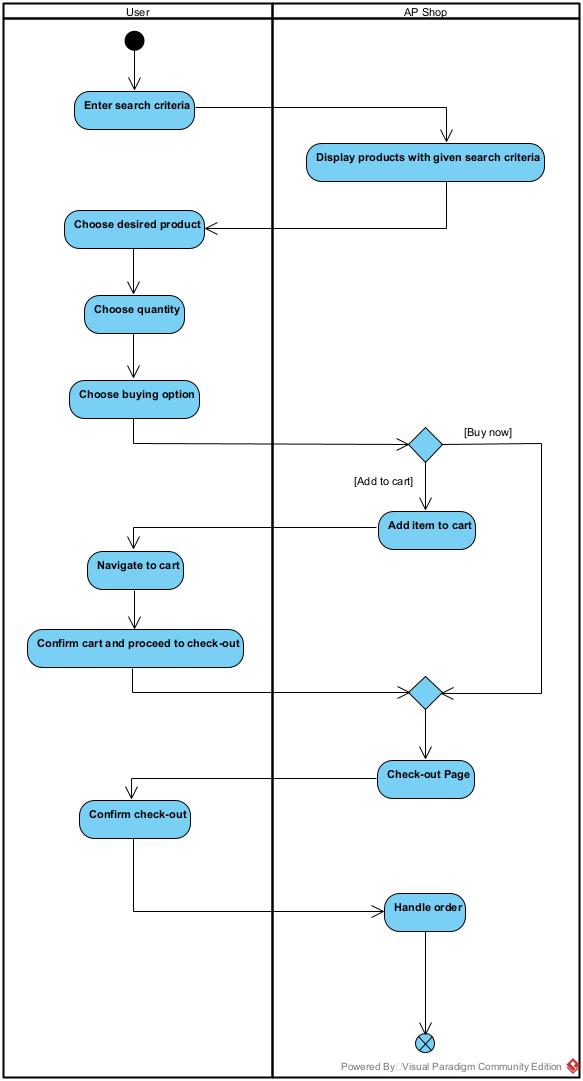 User
AP Shop
Enter search criteria
Display products with given search criteria
Choose desired product
Choose quantity
Choose buying option
[Buy now]
[Add to cart]
Add item to cart
Navigate to cart
Confirm cart and proceed to check-out
Check-out Page
Confirm check-out
Handle order
Powered By Visual Paradigm Community Edition